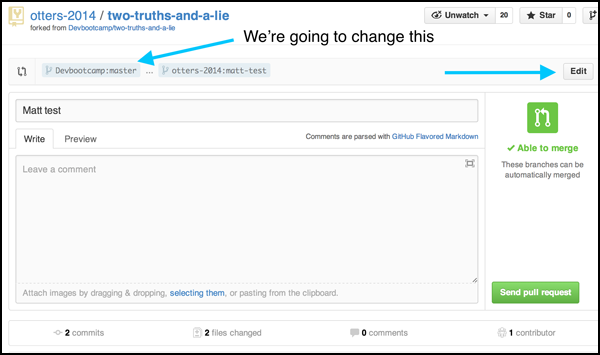 otters-2014 / two-truths-and-a-lie
forked from Devbootcamp/two-truths-and-a-lie
Unwatch 20 Star 0
We're going to change this
Devbootcamp:master ... otters-2014:matt-test
Edit
Matt test
Write Preview
Comments are parsed with GitHub Flavored Markdown
Leave a comment
Attach images by dragging & dropping, selecting them, or pasting from the clipboard.
Able to merge
These branches can be
automatically merged
Send pull request
2 commits 2 files changed 0 comments 1 contributor